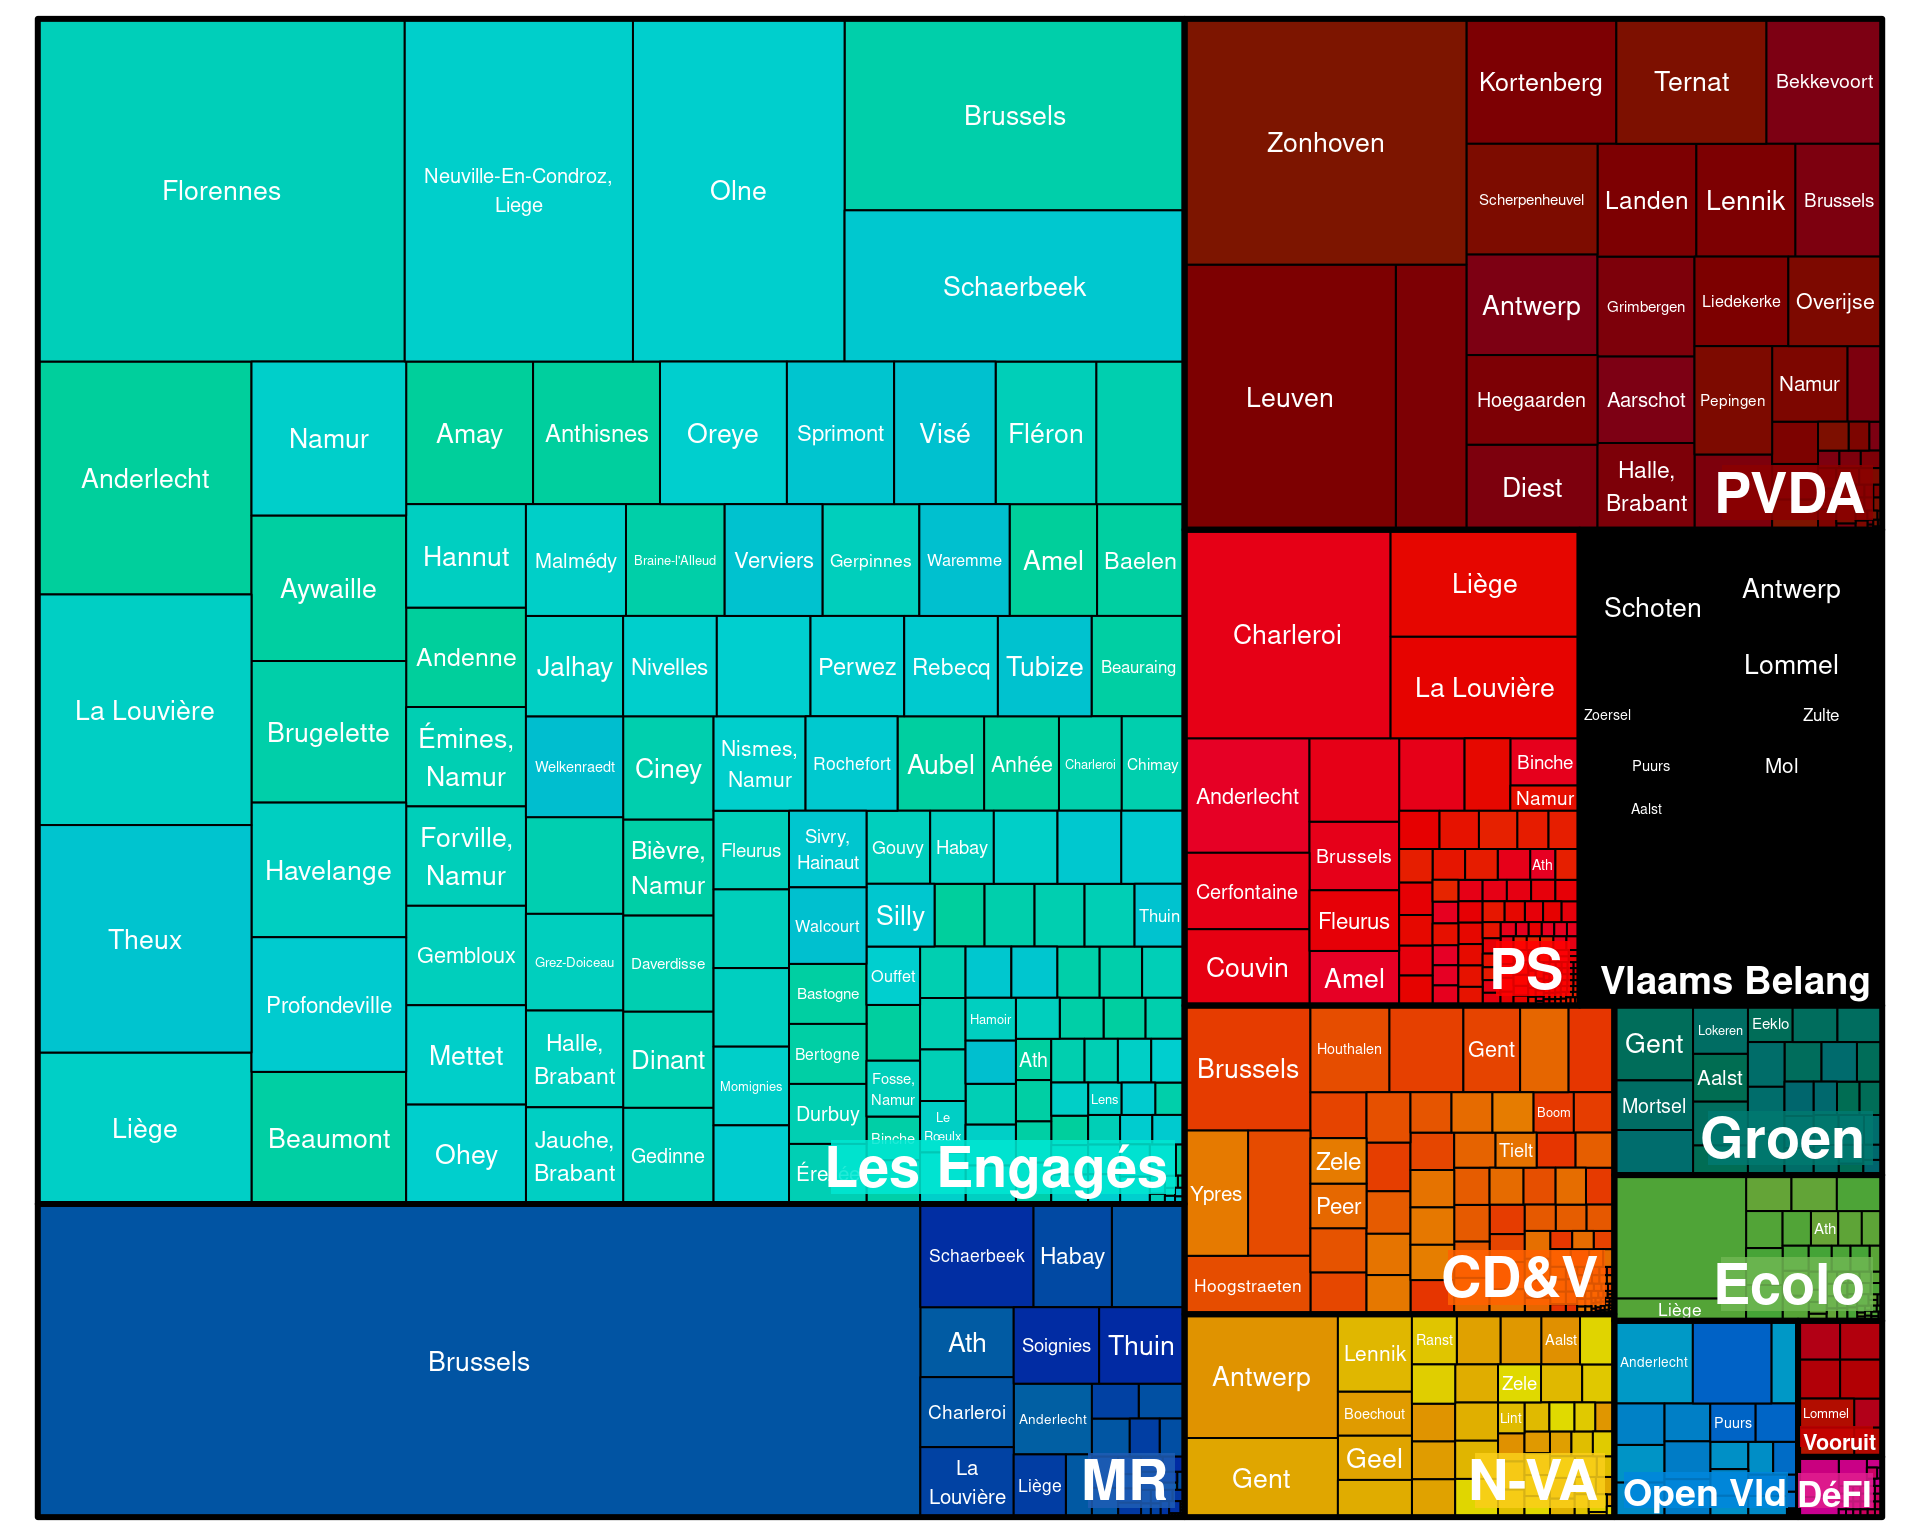 Florennes
Neuville-En-Condroz,
Liege
Olne
Brussels
Schaerbeek
Anderlecht
Namur
Amay
Anthisnes
Oreye
Sprimont
Visé
Fléron
Aywaille
Hannut
Malmédy
Braine-l'Alleud
Verviers
Gerpinnes
Waremme
Amel
Baelen
La Louvière
Brugelette
Andenne
Jalhay
Nivelles
Perwez
Rebecq
Tubize
Beauraing
Émines,
Namur
Welkenraedt
Ciney
Nismes,
Namur
Rochefort
Aubel
Anhée
Charleroi
Chimay
Theux
Havelange
Forville,
Namur
Bièvre,
Namur
Fleurus
Sivry,
Hainaut
Gouvy
Habay
Profondeville
Gembloux
Grez-Doiceau
Daverdisse
Walcourt
Silly
Thuin
Bastogne
Ouffet
Hamoir
Liège
Beaumont
Mettet
Halle,
Brabant
Dinant
Momignies
Bertogne
Fosse,
Namur
Ath
Lens
Ohey
Jauche,
Brabant
Gedinne
Durbuy
Binche
Le
Rœulx
Les Engagés
Brussels
Schaerbeek
Habay
Ath
Soignies
Thuin
Charleroi
Anderlecht
La
Louvière
Liège
MR
Zonhoven
Kortenberg
Ternat
Bekkevoort
Scherpenheuvel
Landen
Lennik
Brussels
Leuven
Antwerp
Grimbergen
Liedekerke
Overijse
Hoegaarden
Aarschot
Pepingen
Namur
Diest
Halle,
Brabant
PVDA
Charleroi
Liège
La Louvière
Anderlecht
Binche
Namur
Cerfontaine
Brussels
Ath
Couvin
Fleurus
Amel
PS
Schoten
Antwerp
Lommel
Zoersel
Zulte
Puurs
Mol
Aalst
Vlaams Belang
Brussels
Houthalen
Gent
Boom
Ypres
Zele
Tielt
Peer
Hoogstraeten
CD&V
Gent
Lokeren
Eeklo
Aalst
Mortsel
Groen
Ath
Liège
Ecolo
Antwerp
Lennik
Ranst
Aalst
Zele
Boechout
Lint
Gent
Geel
N-VA
Anderlecht
Puurs
Open Vld
Lommel
Vooruit
DéFI